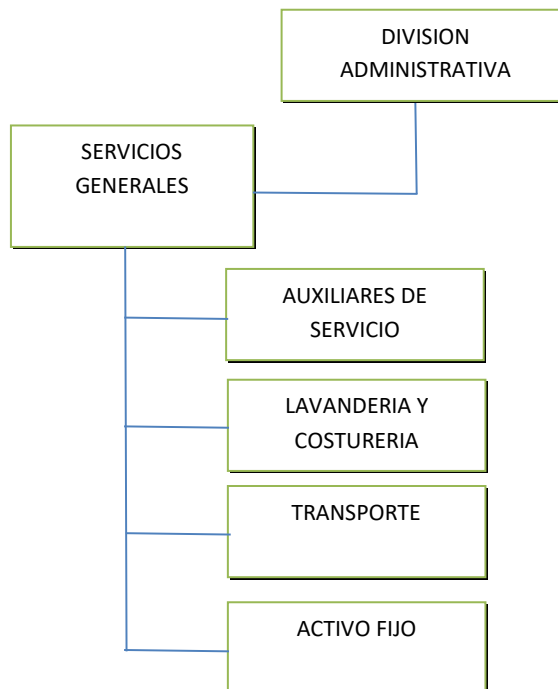 DIVISION
ADMINISTRATIVA
SERVICIOS
GENERALES
AUXILIARES DE
SERVICIO
LAVANDERIA Y
COSTURERIA
TRANSPORTE
ACTIVO FIJO